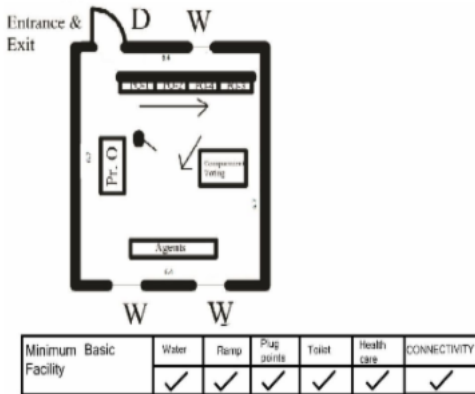 Entrance & D W
Exit
Pr. O
Agents
W W
Minimum Basic Facility Water Ramp Plug points Toilet Health care CONNECTIVITY
✓ ✓ ✓ ✓ ✓ ✓